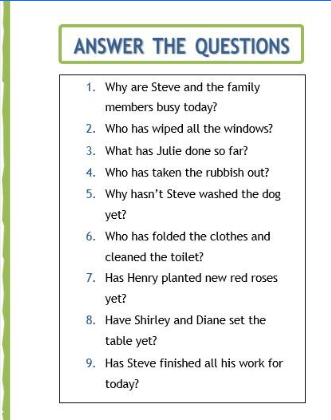 ANSWER THE QUESTIONS
1. Why are Steve and the family
members busy today?
2. Who has wiped all the windows?
3. What has Julie done so far?
4. Who has taken the rubbish out?
5. Why hasn't Steve washed the dog
yet?
6. Who has folded the clothes and
cleaned the toilet?
7. Has Henry planted new red roses
yet?
8. Have Shirley and Diane set the
table yet?
9. Has Steve finished all his work for
today?